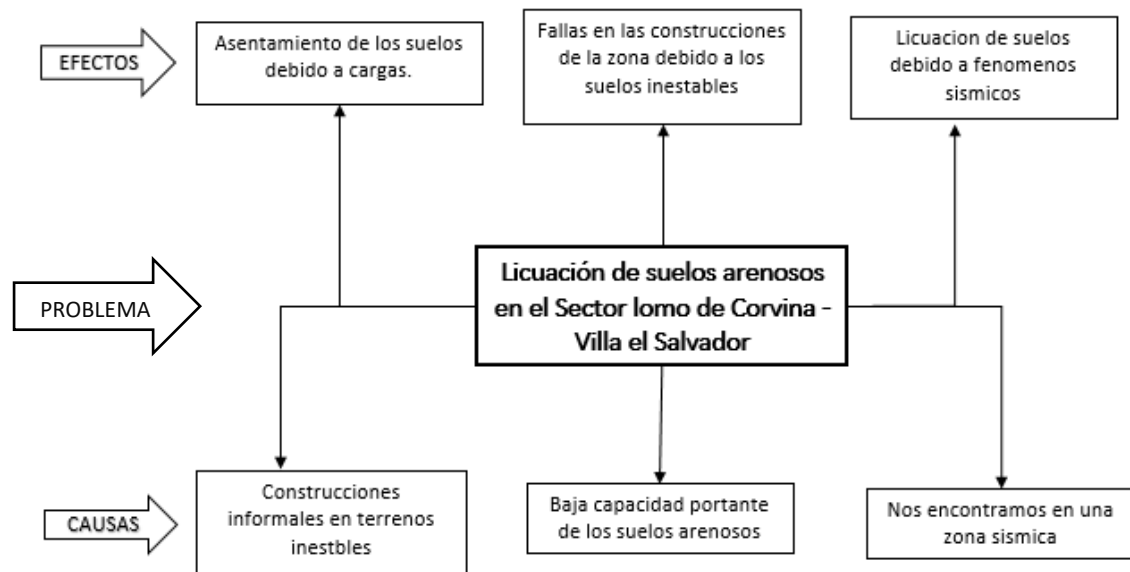 EFECTOS
Asentamiento de los suelos
debido a cargas.
Fallas en las construcciones
de la zona debido a los
suelos inestables
Licuacion de suelos
debido a fenomenos
sismicos
PROBLEMA
Licuación de suelos arenosos
en el Sector lomo de Corvina -
Villa el Salvador
CAUSAS
Construcciones
informales en terrenos
inestbles
Baja capacidad portante
de los suelos arenosos
Nos encontramos en una
zona sismica